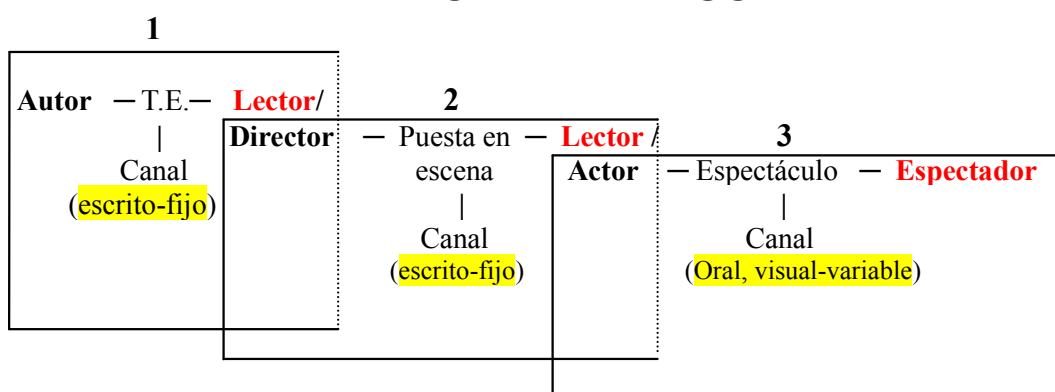 1
Autor — T.E.— Lector/
2
Director — Puesta en — Lector /
3
| Canal escena Actor — Espectáculo — Espectador
(escrito-fijo) | |
Canal Canal
(escrito-fijo) (Oral, visual-variable)